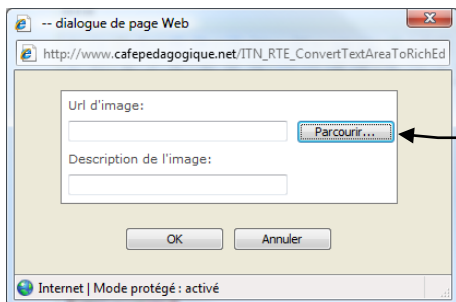 -- dialogue de page Web
http://www.cafepedagogique.net/ITN_RTE_ConvertTextAreaToRichEd
Url d'image:
Parcourir...
Description de l'image:
OK Annuler
Internet | Mode protégé : activé